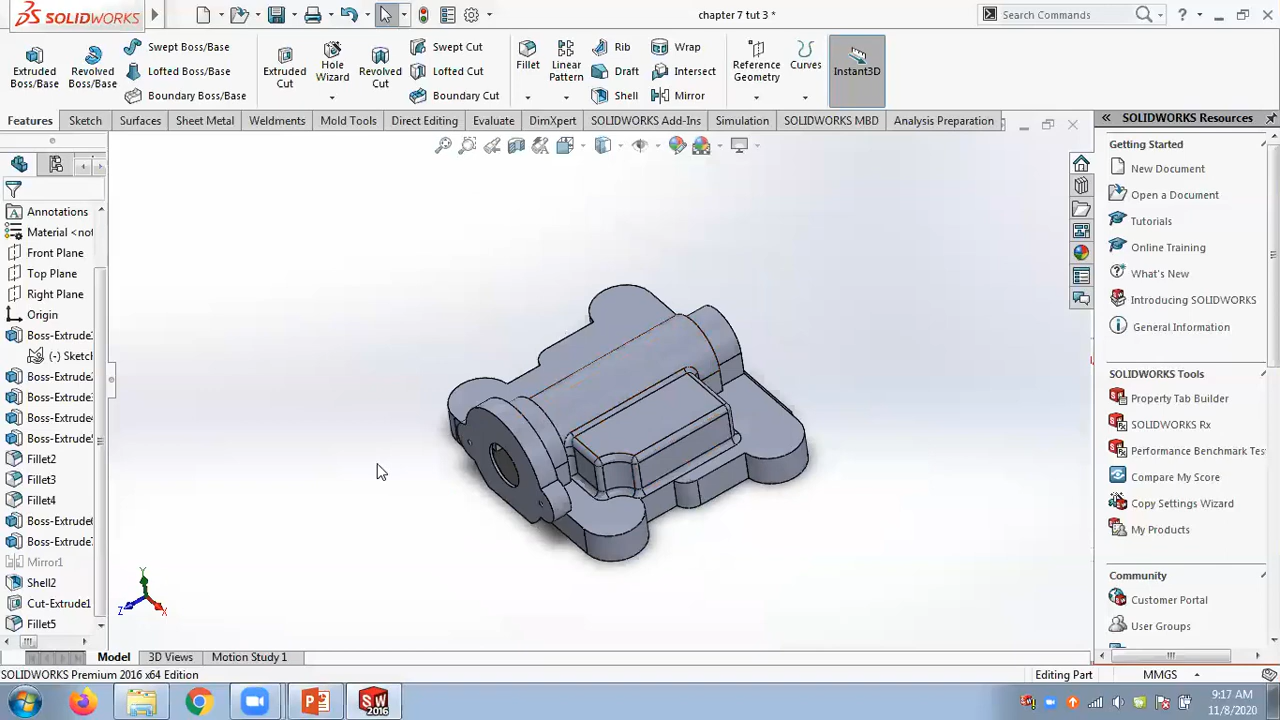 SOLIDWORKS
chapter 7 tut 3 *
Search Commands
?
Extruded Boss/Base
Revolved Boss/Base
Swept Boss/Base
Lofted Boss/Base
Boundary Boss/Base
Extruded Cut
Hole Wizard
Revolved Cut
Swept Cut
Lofted Cut
Boundary Cut
Fillet
Linear Pattern
Rib
Draft
Shell
Wrap
Intersect
Mirror
Reference Geometry
Curves
Instant3D
Features
Sketch
Surfaces
Sheet Metal
Weldments
Mold Tools
Direct Editing
Evaluate
DimXpert
SOLIDWORKS Add-Ins
Simulation
SOLIDWORKS MBD
Analysis Preparation
Annotations
Material <not
Front Plane
Top Plane
Right Plane
Origin
Boss-Extrude
(-) Sketch
Boss-Extrude2
Boss-Extrude3
Boss-Extrude4
Boss-Extrude5
Fillet2
Fillet3
Fillet4
Boss-Extrude6
Boss-Extrude7
Mirror1
Shell2
Cut-Extrude1
Fillet5
Y
Z
X
SOLIDWORKS Resources
Getting Started
New Document
Open a Document
Tutorials
Online Training
What's New
Introducing SOLIDWORKS
General Information
SOLIDWORKS Tools
Property Tab Builder
SOLIDWORKS Rx
Performance Benchmark Tes
Compare My Score
Copy Settings Wizard
My Products
Community
Customer Portal
User Groups
Model
3D Views
Motion Study 1
SOLIDWORKS Premium 2016 x64 Edition
Editing Part
MMGS
SW
2016
9:17 AM
11/8/2020